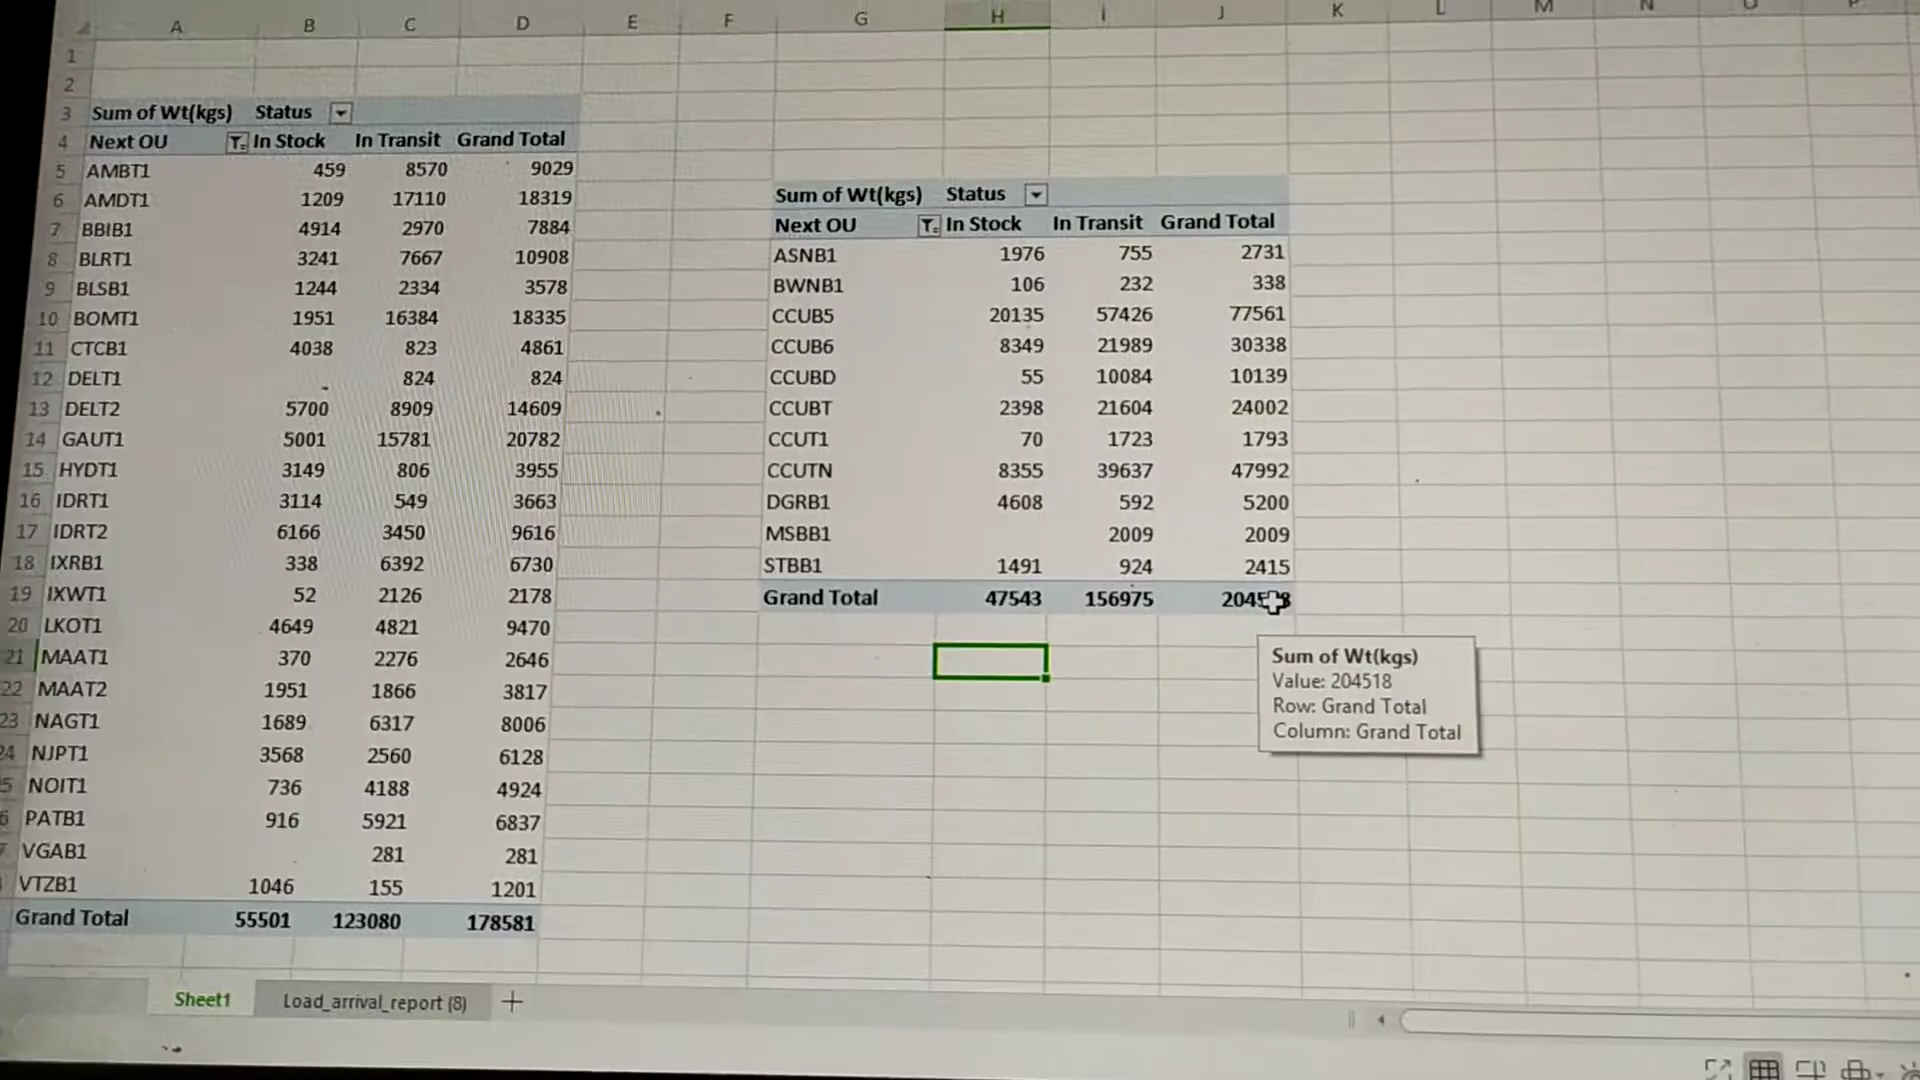 A B C D E F G H I J K L M N
1
2
3 Sum of Wt(kgs) Status
4 Next OU In Stock In Transit Grand Total
5 AMBT1 459 8570 9029
6 AMDT1 1209 17110 18319
7 BBIB1 4914 2970 7884
8 BLRT1 3241 7667 10908
9 BLSB1 1244 2334 3578
10 BOMT1 1951 16384 18335
11 CTCB1 4038 823 4861
12 DELT1 824 824
13 DELT2 5700 8909 14609
14 GAUT1 5001 15781 20782
15 HYDT1 3149 806 3955
16 IDRT1 3114 549 3663
17 IDRT2 6166 3450 9616
18 IXRB1 338 6392 6730
19 IXWT1 52 2126 2178
20 LKOT1 4649 4821 9470
21 MAAT1 370 2276 2646
22 MAAT2 1951 1866 3817
23 NAGT1 1689 6317 8006
NJPT1 3568 2560 6128
NOIT1 736 4188 4924
PATB1 916 5921 6837
VGAB1 281 281
VTZB1 1046 155 1201
Grand Total 55501 123080 178581
Sum of Wt(kgs) Status
Next OU In Stock In Transit Grand Total
ASNB1 1976 755 2731
BWNB1 106 232 338
CCUB5 20135 57426 77561
CCUB6 8349 21989 30338
CCUBD 55 10084 10139
CCUBT 2398 21604 24002
CCUT1 70 1723 1793
CCUTN 8355 39637 47992
DGRB1 4608 592 5200
MSBB1 2009 2009
STBB1 1491 924 2415
Grand Total 47543 156975
Sum of Wt(kgs)
Value: 204518
Row: Grand Total
Column: Grand Total
Sheet1 Load_arrival_report (8)